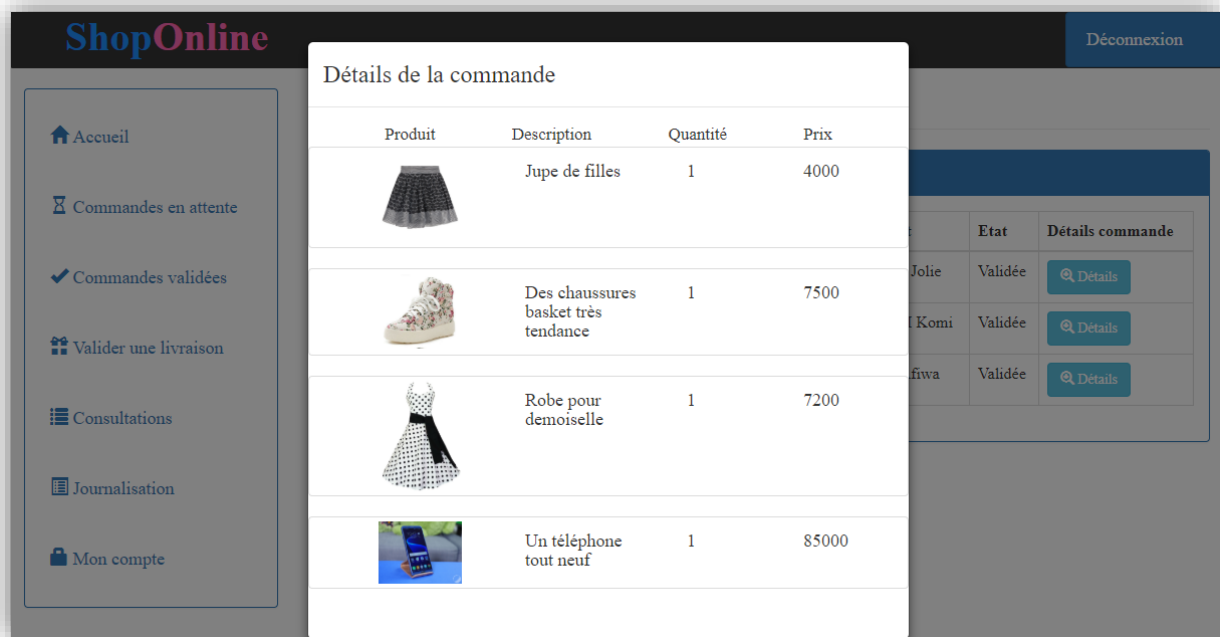 ShopOnline
Déconnexion
Accueil
Commandes en attente
Commandes validées
Valider une livraison
Consultations
Journalisation
Mon compte
Détails de la commande
Produit Description Quantité Prix
Jupe de filles 1 4000
Des chaussures 1 7500
basket très
tendance
Robe pour 1 7200
demoiselle
Un téléphone 1 85000
tout neuf
Etat Détails commande
Jolie Validée Détails
Komi Validée Détails
Validée Détails